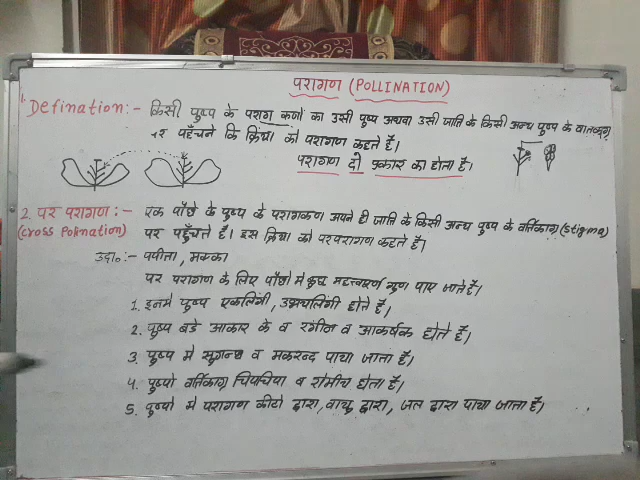 परागण (POLLINATION)
1. Defination:- किसी पुष्प के पराग कणों का उसी पुष्प अथवा उसी जाति के किसी अन्य पुष्प के वातिकाग्र
पर पहुँचने कि क्रिया को परागण कहते हैं।
परागण दो प्रकार का होता है।
2. पर परागण:- एक पौधे के पुष्प के परागकण अपने ही जाति के किसी अन्य पुष्प के वर्तिकाग्र (stigma)
(Cross Pollination) पर पहुँचते है। इस क्रिया को परपरागण कहते हैं।
उदा०:- पपीता, मक्का
पर परागण के लिए पौधों में कुछ महत्त्वपूर्ण गुण पाए जाते हैं।
1. इनमे पुष्प एकलिंगी, उभयलिंगी होते हैं।
2. पुष्प बडे आकार के व रंगीन व आकर्षक होते हैं।
3. पुष्प मे सुगन्ध व मकरन्द पाया जाता है।
4. पुष्पो वर्तिकाग्र चिपचिपा व रोमीय होता है।
5. पुष्पो मे परागण कीटो द्वारा, वायु द्वारा, जल द्वारा पाया जाता है।